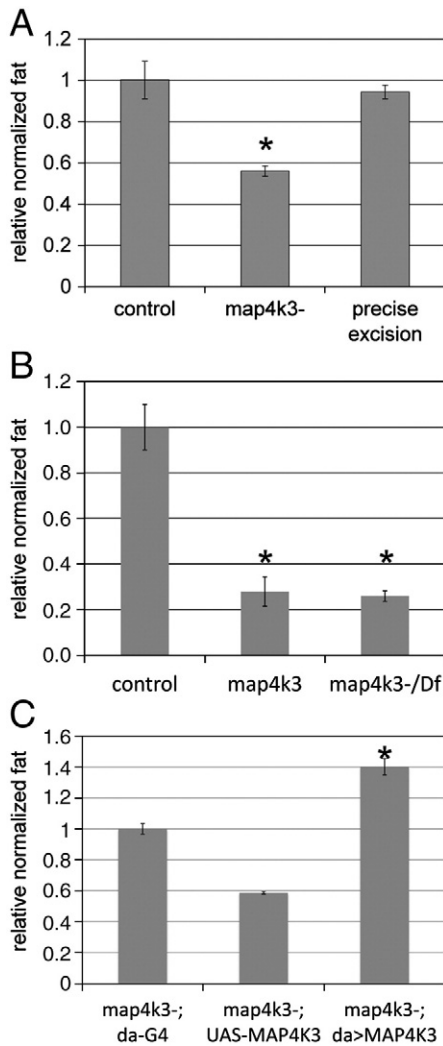 A
relative normalized fat
1.2
1
0.8
0.6
0.4
0.2
0
*
control
map4k3-
precise
excision
B
relative normalized fat
1.2
1.0
0.8
0.6
0.4
0.2
0.0
*
*
control
map4k3
map4k3-/Df
C
relative normalized fat
1.6
1.4
1.2
1
0.8
0.6
0.4
0.2
0
*
map4k3-;
da-G4
map4k3-;
UAS-MAP4K3
map4k3-;
da>MAP4K3